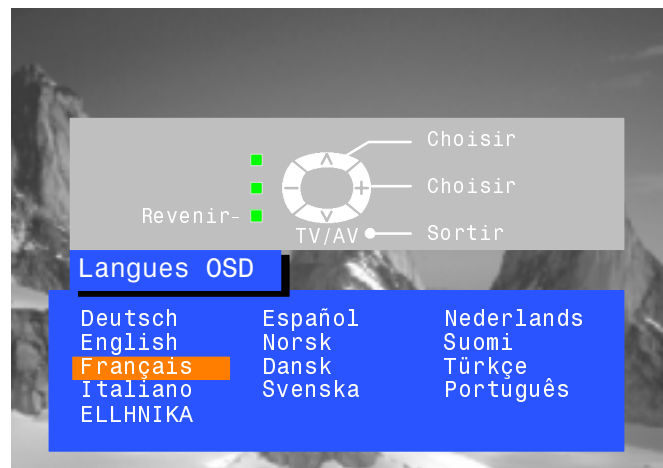 Choisir
Choisir
Revenir-
TV/AV Sortir
Langues OSD
Deutsch Español Nederlands
English Norsk Suomi
Français Dansk Türkçe
Italiano Svenska Português
ELLHNIKA